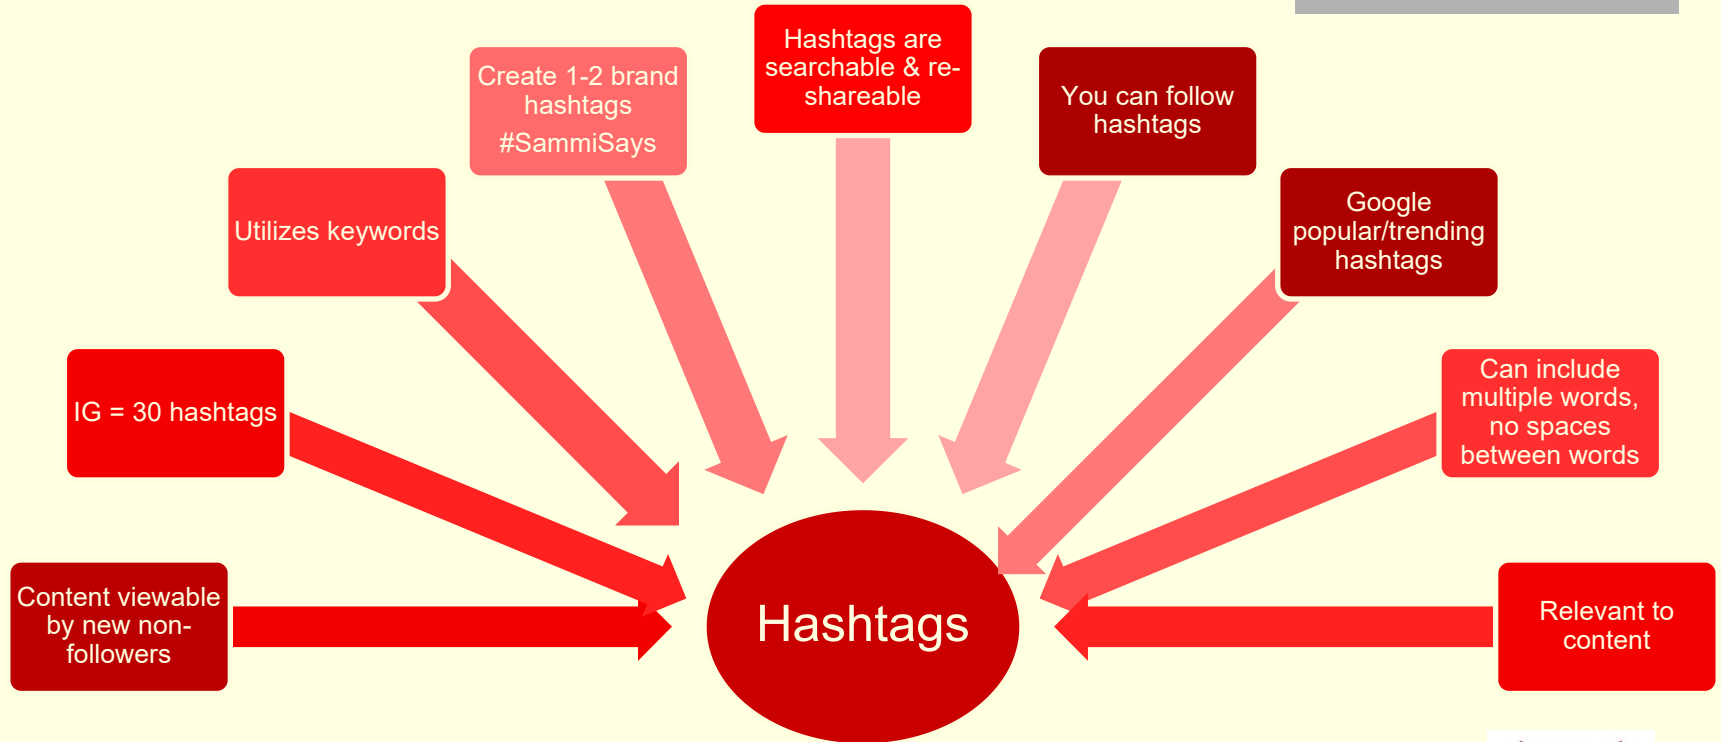 Hashtags are
searchable & re-
shareable
Create 1-2 brand
hashtags
#SammiSays
You can follow
hashtags
Utilizes keywords
Google
popular/trending
hashtags
IG = 30 hashtags
Can include
multiple words,
no spaces
between words
Content viewable
by new non-
followers
Hashtags
Relevant to
content